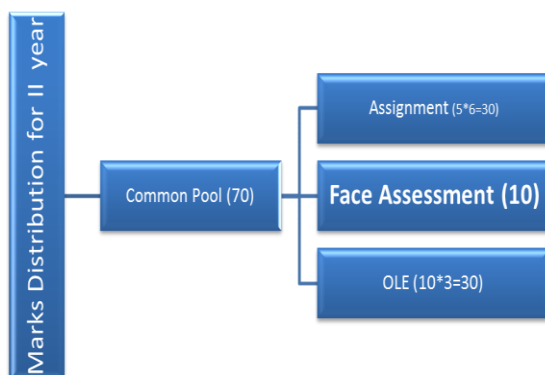 Marks Distribution for II year
Common Pool (70)
Assignment (5*6=30)
Face Assessment (10)
OLE (10*3=30)